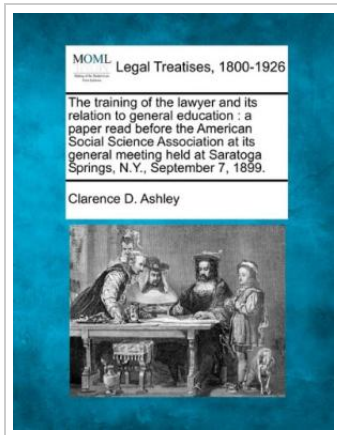 MOML Legal Treatises, 1800-1926
The training of the lawyer and its
relation to general education : a
paper read before the American
Social Science Association at its
general meeting held at Saratoga
Springs, N.Y., September 7, 1899.
Clarence D. Ashley